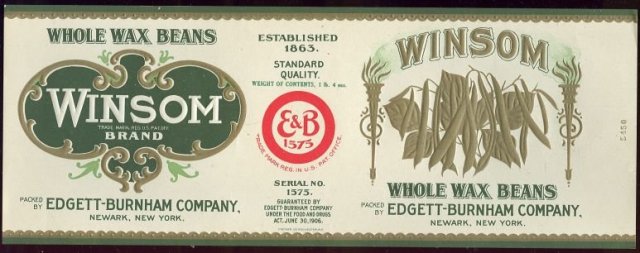 WHOLE WAX BEANS
WINSOM
TRADE MARK REG. U.S. PAT. OFF.
BRAND
PACKED BY EDGETT-BURNHAM COMPANY,
NEWARK, NEW YORK.
ESTABLISHED
1863.
STANDARD
QUALITY.
WEIGHT OF CONTENTS, 1 lb. 4 ozs.
E&B
1373
TRADE MARK REG. IN U.S. PAT. OFFICE.
SERIAL NO.
1373.
GUARANTEED BY
EDGETT-BURNHAM COMPANY
UNDER THE FOOD AND DRUGS
ACT, JUNE 30, 1906.
WINSOM
WHOLE WAX BEANS
PACKED BY EDGETT-BURNHAM COMPANY,
NEWARK, NEW YORK.